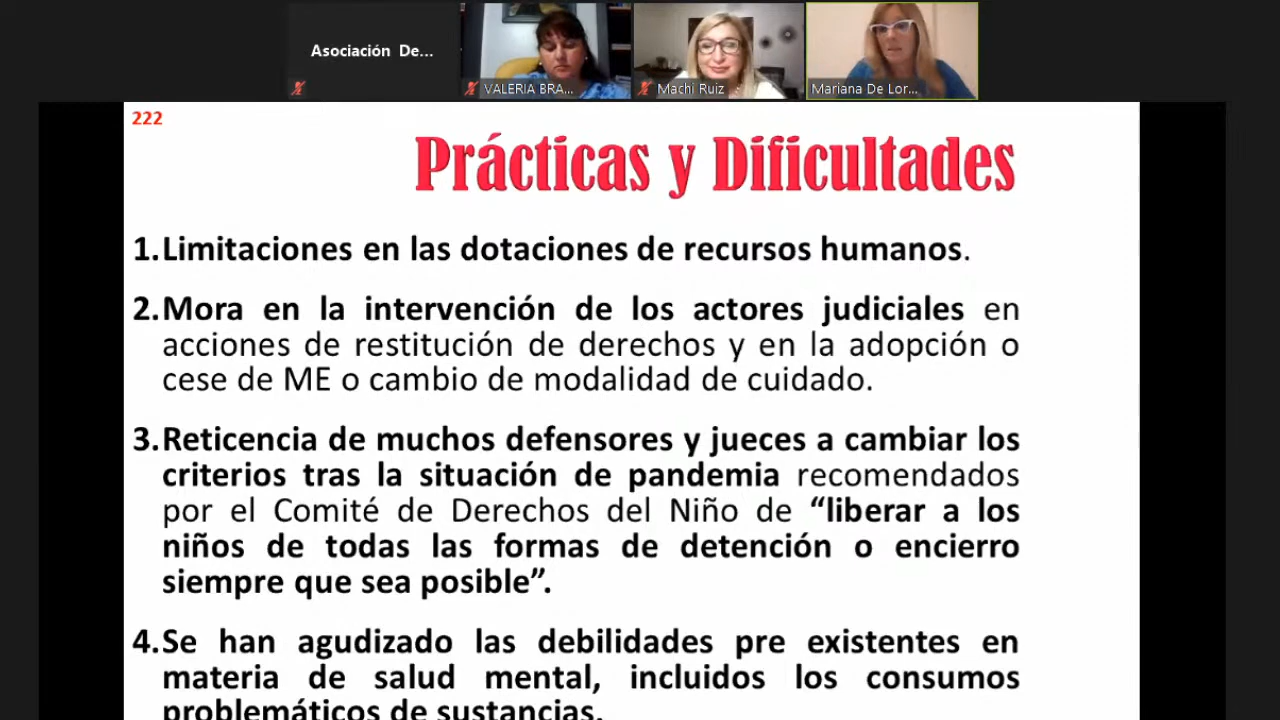 Asociación De...
VALERIA BRA...
Machi Ruiz
Mariana De Lor...
222
Prácticas y Dificultades
1.Limitaciones en las dotaciones de recursos humanos.
2.Mora en la intervención de los actores judiciales en
acciones de restitución de derechos y en la adopción o
cese de ME o cambio de modalidad de cuidado.
3.Reticencia de muchos defensores y jueces a cambiar los
criterios tras la situación de pandemia recomendados
por el Comité de Derechos del Niño de “liberar a los
niños de todas las formas de detención o encierro
siempre que sea posible”.
4.Se han agudizado las debilidades pre existentes en
materia de salud mental, incluidos los consumos
problemáticos de sustancias.